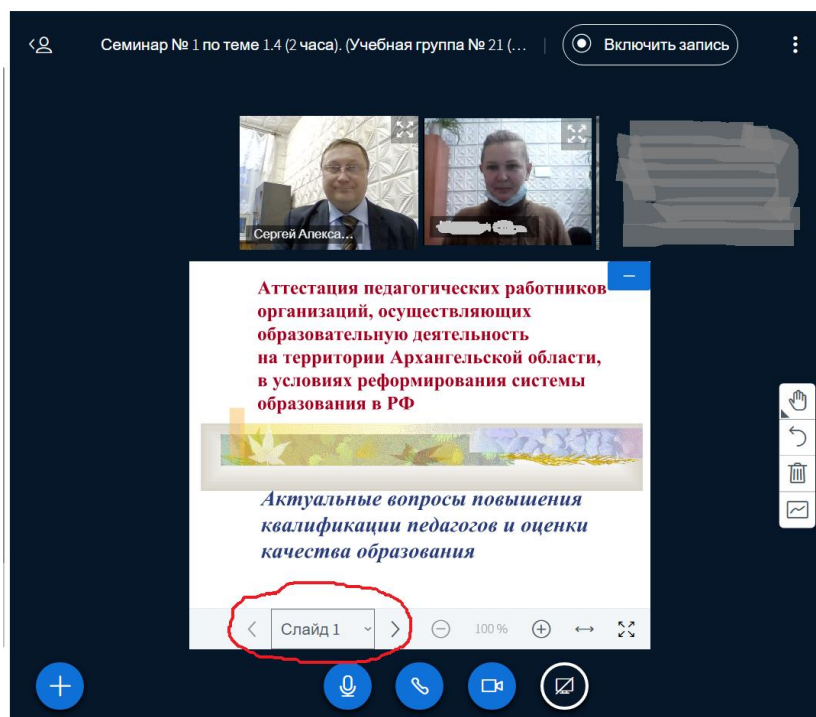 Семинар № 1 по теме 1.4 (2 часа). (Учебная группа № 21 (…
Включить запись
Сергей Алекса...
Аттестация педагогических работников
организаций, осуществляющих
образовательную деятельность
на территории Архангельской области,
в условиях реформирования системы
образования в РФ
Актуальные вопросы повышения
квалификации педагогов и оценки
качества образования
Слайд 1
100 %